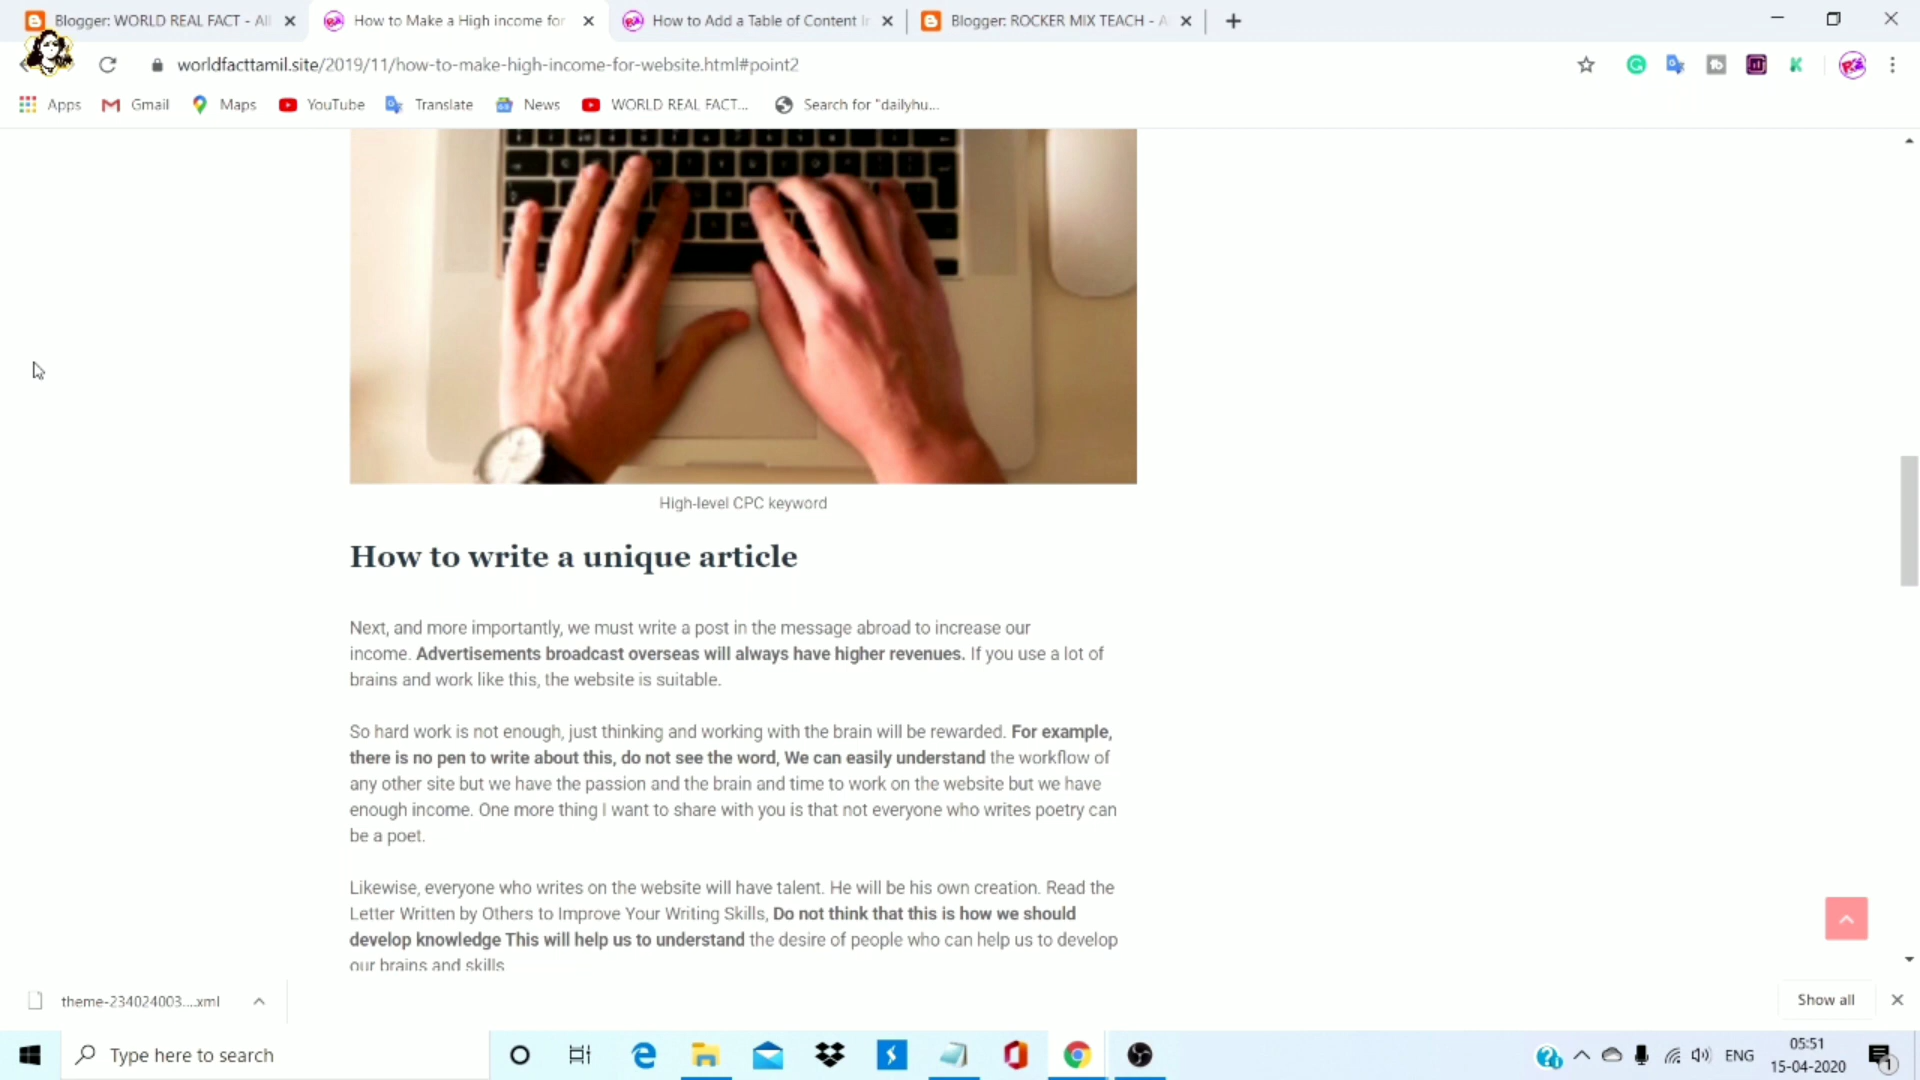 Blogger: WORLD REAL FACT - All
How to Make a High income for
How to Add a Table of Content I
Blogger: ROCKER MIX TEACH - A
worldfacttamil.site/2019/11/how-to-make-high-income-for-website.html#point2
Apps
Gmail
Maps
YouTube
Translate
News
WORLD REAL FACT...
Search for "dailyhu...
High-level CPC keyword
How to write a unique article
Next, and more importantly, we must write a post in the message abroad to increase our
income. Advertisements broadcast overseas will always have higher revenues. If you use a lot of
brains and work like this, the website is suitable.
So hard work is not enough, just thinking and working with the brain will be rewarded. For example,
there is no pen to write about this, do not see the word, We can easily understand the workflow of
any other site but we have the passion and the brain and time to work on the website but we have
enough income. One more thing I want to share with you is that not everyone who writes poetry can
be a poet.
Likewise, everyone who writes on the website will have talent. He will be his own creation. Read the
Letter Written by Others to Improve Your Writing Skills, Do not think that this is how we should
develop knowledge This will help us to understand the desire of people who can help us to develop
our brains and skills
theme-234024003....xml
Show all
Type here to search
ENG
05:51
15-04-2020
1